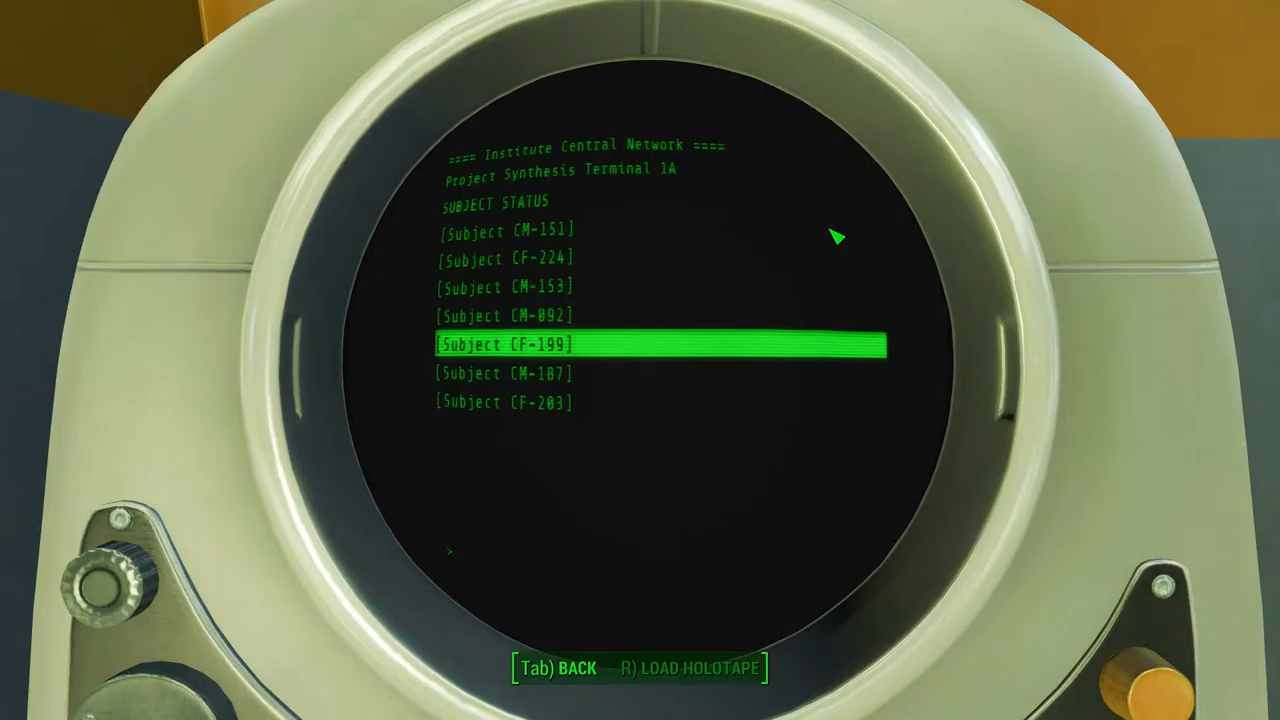 ==== Institute Central Network ====
Project Synthesis Terminal 1A
SUBJECT STATUS
[Subject CM-151]
[Subject CF-224]
[Subject CM-153]
[Subject CM-092]
[Subject CF-199]
[Subject CM-187]
[Subject CF-203]
>
[Tab) BACK R) LOAD HOLOTAPE]